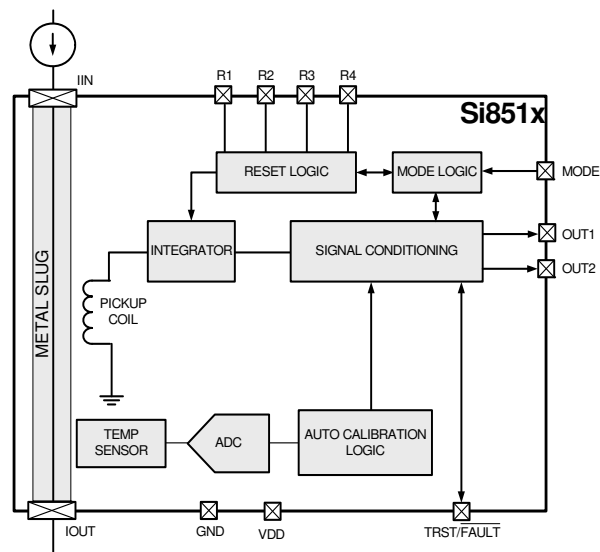 IIN
R1 R2 R3 R4
Si851x
RESET LOGIC
MODE LOGIC
MODE
INTEGRATOR
SIGNAL CONDITIONING
OUT1
OUT2
METAL SLUG
PICKUP
COIL
TEMP
SENSOR
ADC
AUTO CALIBRATION
LOGIC
IOUT
GND
VDD
TRST/FAULT